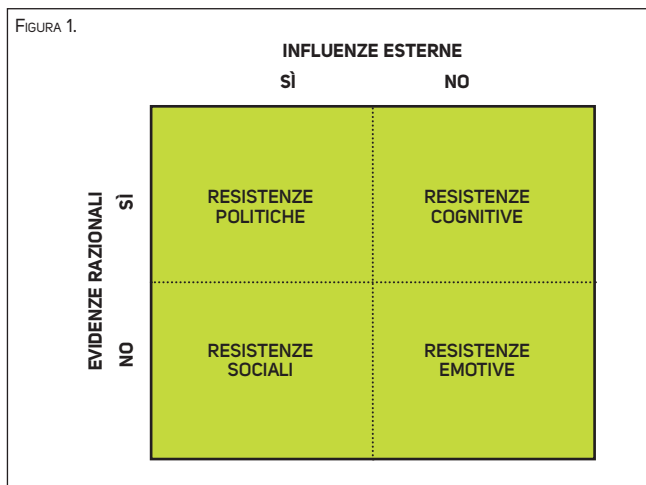 FIGURA 1.
INFLUENZE ESTERNE
SÌ NO
EVIDENZE RAZIONALI
SÌ
RESISTENZE
POLITICHE
RESISTENZE
COGNITIVE
NO
RESISTENZE
SOCIALI
RESISTENZE
EMOTIVE